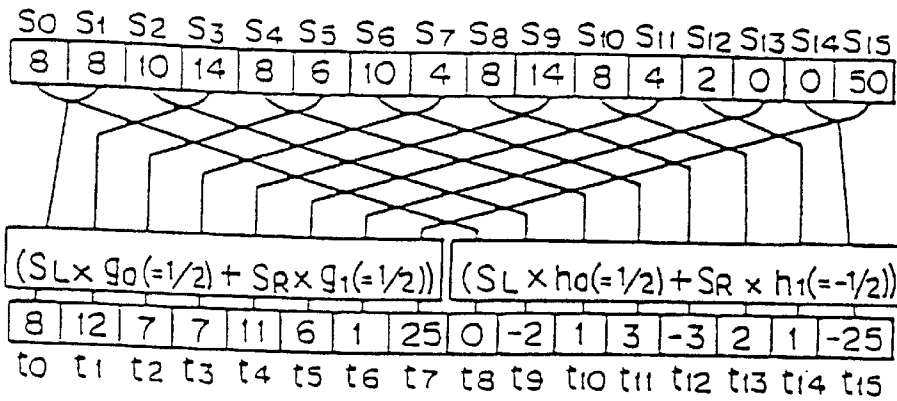 S0 S1 S2 S3 S4 S5 S6 S7 S8 S9 S10 S11 S12 S13 S14 S15
8 8 10 14 8 6 10 4 8 14 8 4 2 0 0 50
(SL x g0(=1/2) + SR x g1(=1/2)) (SL x h0(=1/2) + SR x h1(=-1/2))
8 12 7 7 11 6 1 25 0 -2 1 3 -3 2 1 -25
t0 t1 t2 t3 t4 t5 t6 t7 t8 t9 t10 t11 t12 t13 t14 t15